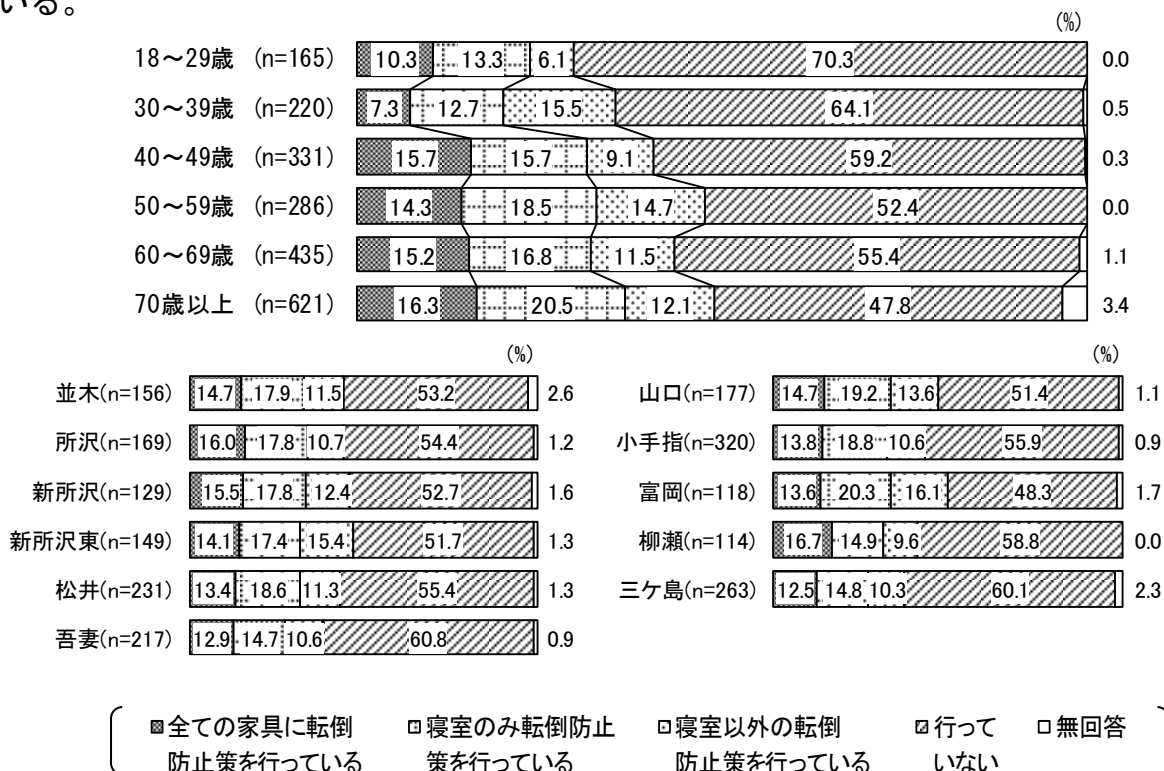 いる。
(%)
18～29歳 (n=165) 10.3 13.3 6.1 70.3 0.0
30～39歳 (n=220) 7.3 12.7 15.5 64.1 0.5
40～49歳 (n=331) 15.7 15.7 9.1 59.2 0.3
50～59歳 (n=286) 14.3 18.5 14.7 52.4 0.0
60～69歳 (n=435) 15.2 16.8 11.5 55.4 1.1
70歳以上 (n=621) 16.3 20.5 12.1 47.8 3.4
(%)
並木(n=156) 14.7 17.9 11.5 53.2 2.6
所沢(n=169) 16.0 17.8 10.7 54.4 1.2
新所沢(n=129) 15.5 17.8 12.4 52.7 1.6
新所沢東(n=149) 14.1 17.4 15.4 51.7 1.3
松井(n=231) 13.4 18.6 11.3 55.4 1.3
吾妻(n=217) 12.9 14.7 10.6 60.8 0.9
(%)
山口(n=177) 14.7 19.2 13.6 51.4 1.1
小手指(n=320) 13.8 18.8 10.6 55.9 0.9
富岡(n=118) 13.6 20.3 16.1 48.3 1.7
柳瀬(n=114) 16.7 14.9 9.6 58.8 0.0
三ケ島(n=263) 12.5 14.8 10.3 60.1 2.3
全ての家具に転倒
防止策を行っている
寝室のみ転倒防止
策を行っている
寝室以外の転倒
防止策を行っている
行って
いない
無回答